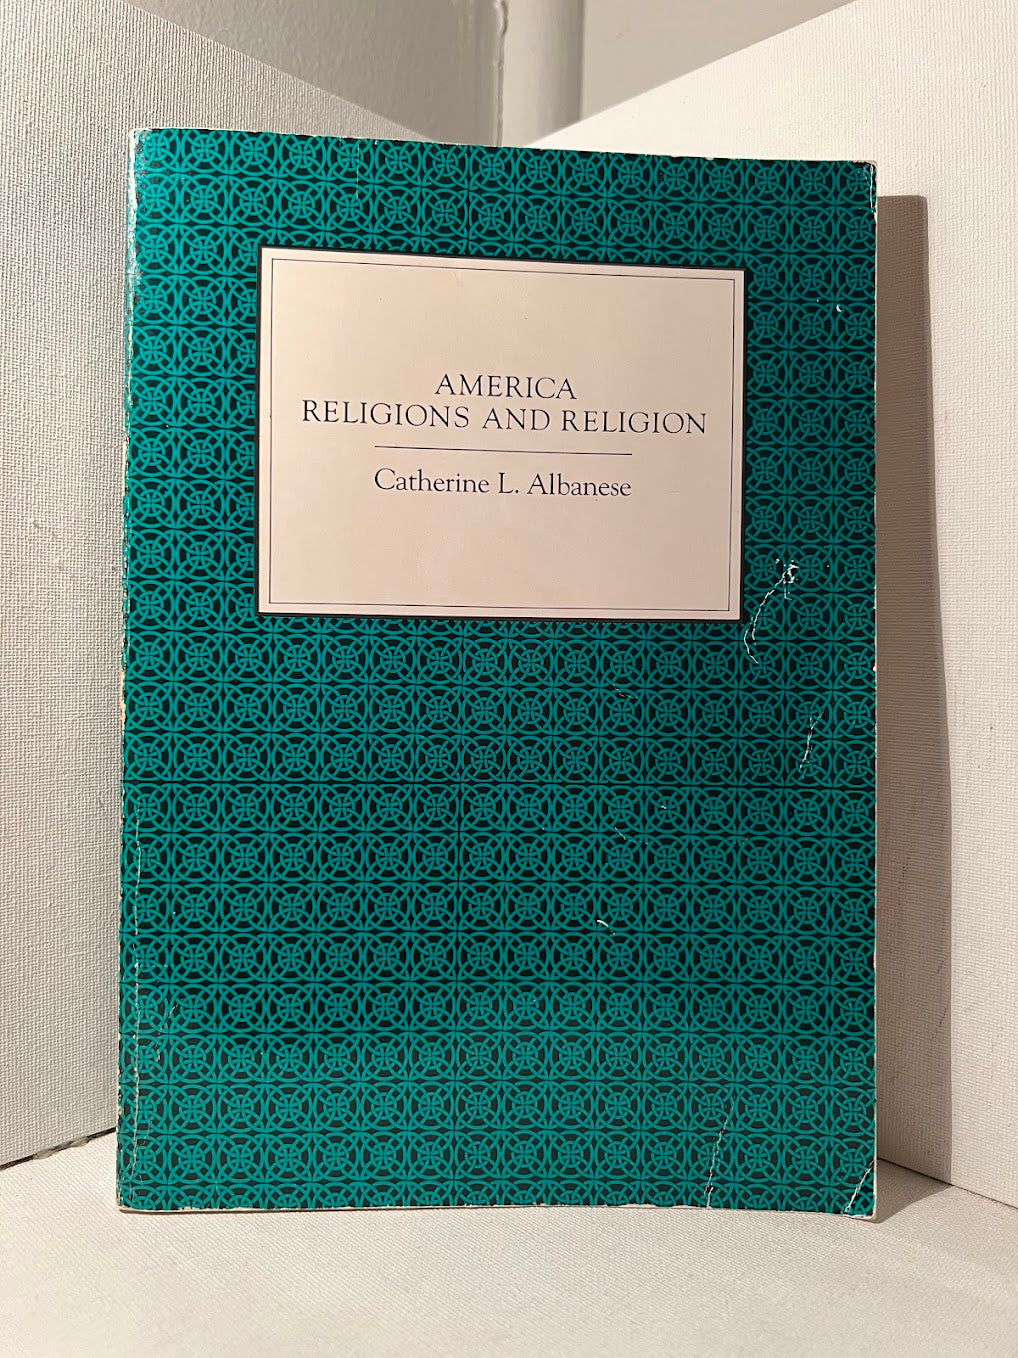 AMERICA
RELIGIONS AND RELIGION
Catherine L. Albanese